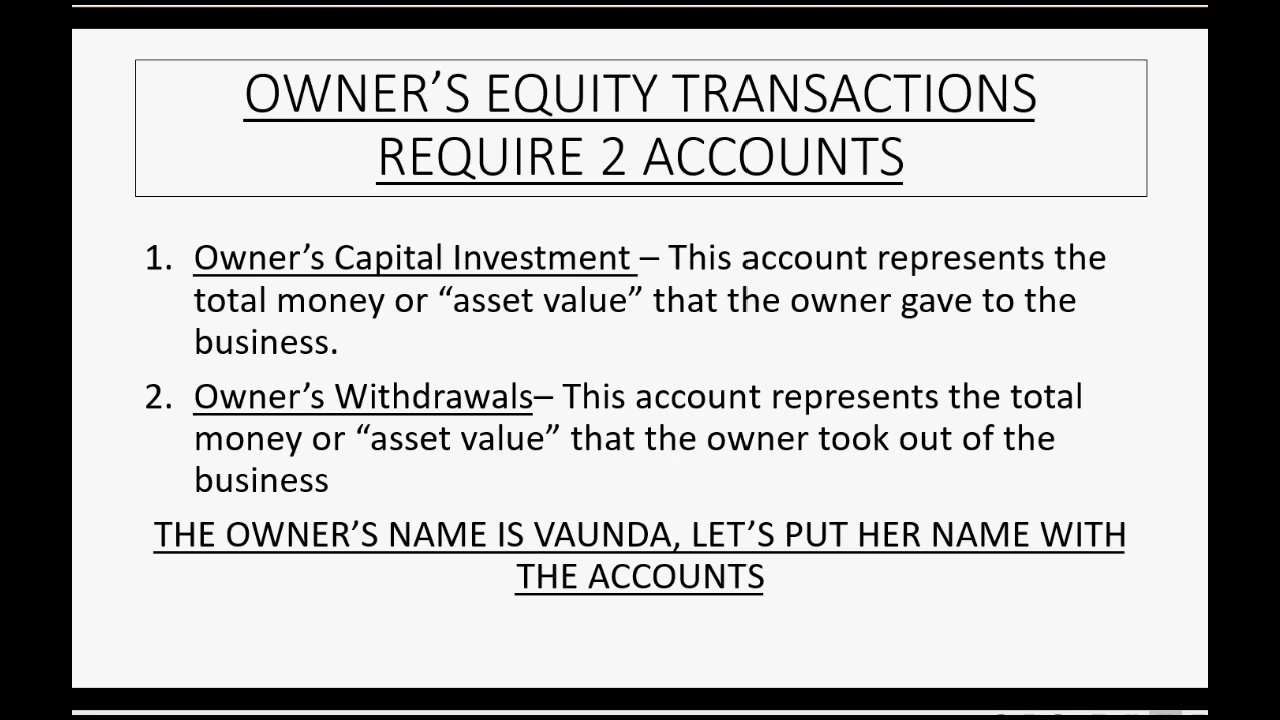 OWNER’S EQUITY TRANSACTIONS
REQUIRE 2 ACCOUNTS
1. Owner’s Capital Investment – This account represents the
total money or “asset value” that the owner gave to the
business.
2. Owner’s Withdrawals– This account represents the total
money or “asset value” that the owner took out of the
business
THE OWNER’S NAME IS VAUNDA, LET’S PUT HER NAME WITH
THE ACCOUNTS